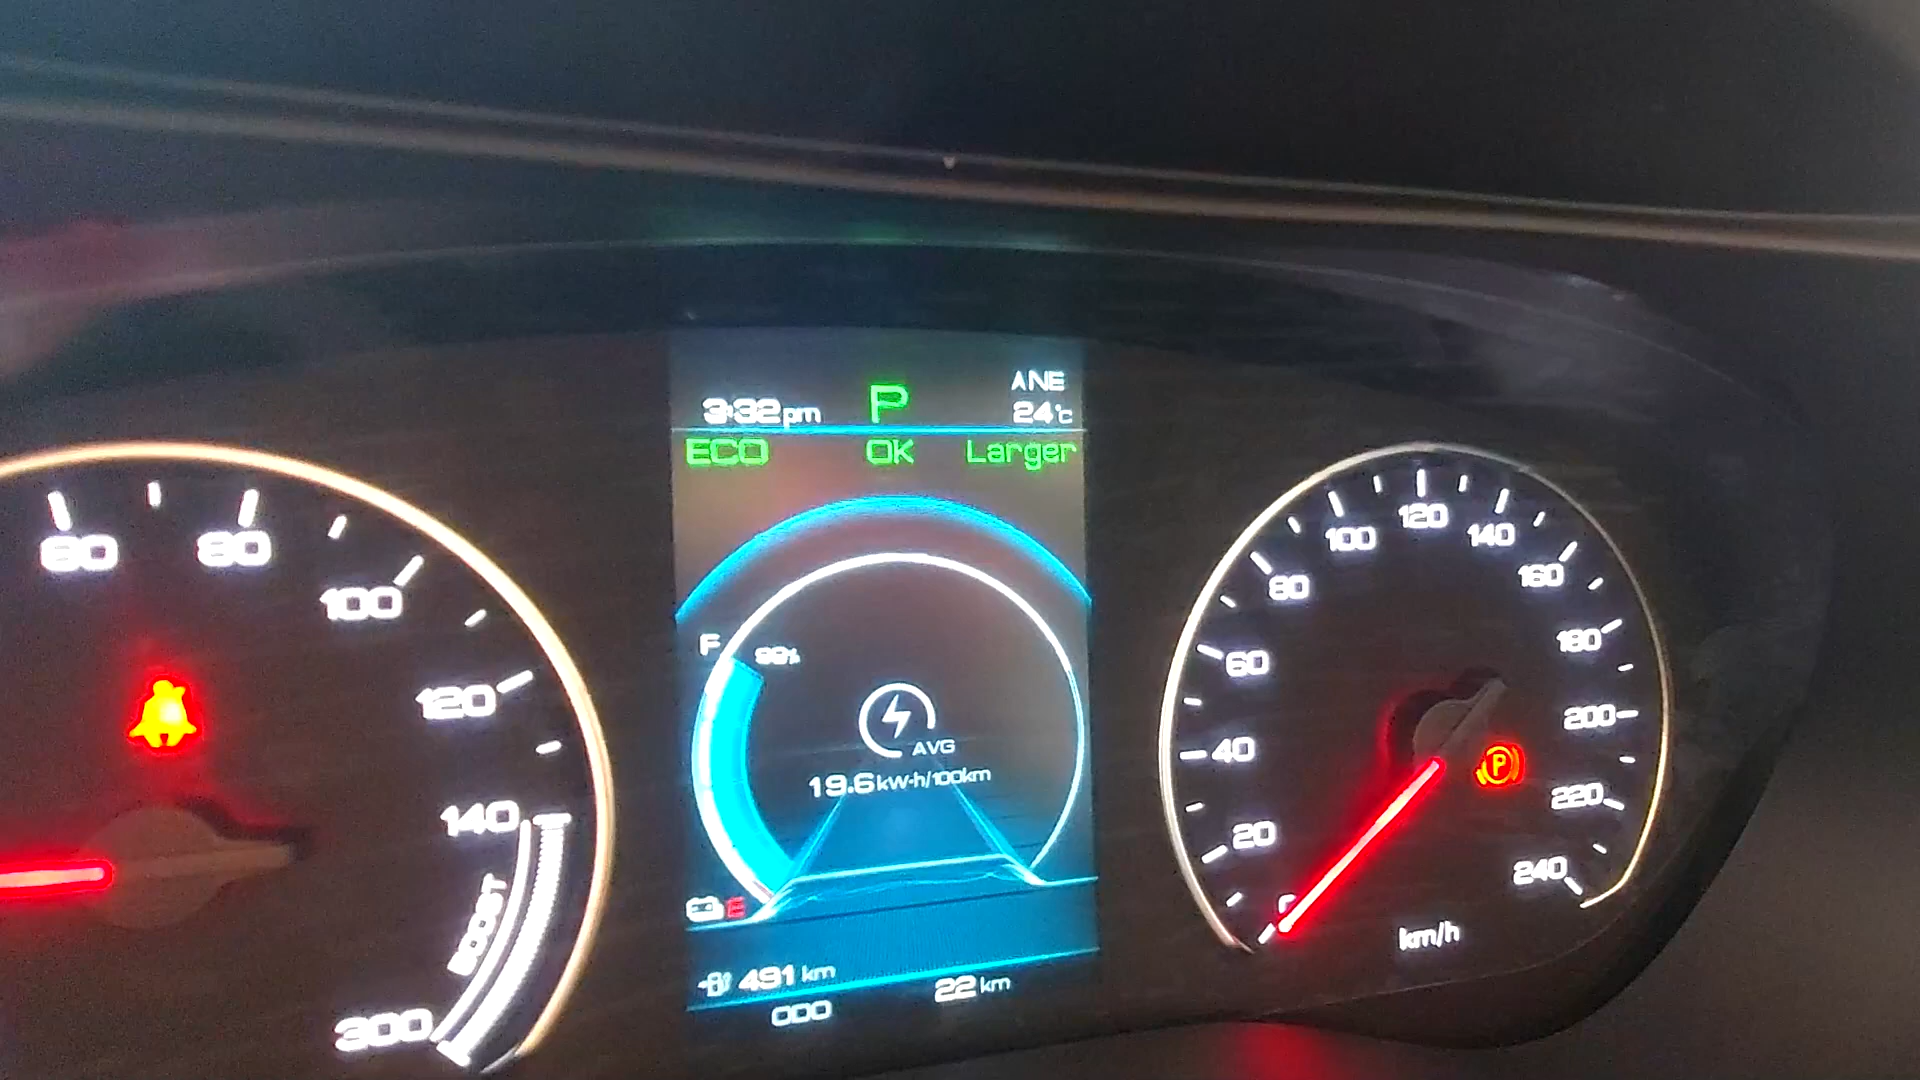 ANE
3:32pm P 24°C
ECO OK Larger
60
80
100
120
140
BOOST
300
F 99%
AVG
19.6kW·h/100km
E
491 km
ODO 22 km
20
40
60
80
100
120
140
160
180
200
220
240
P
km/h